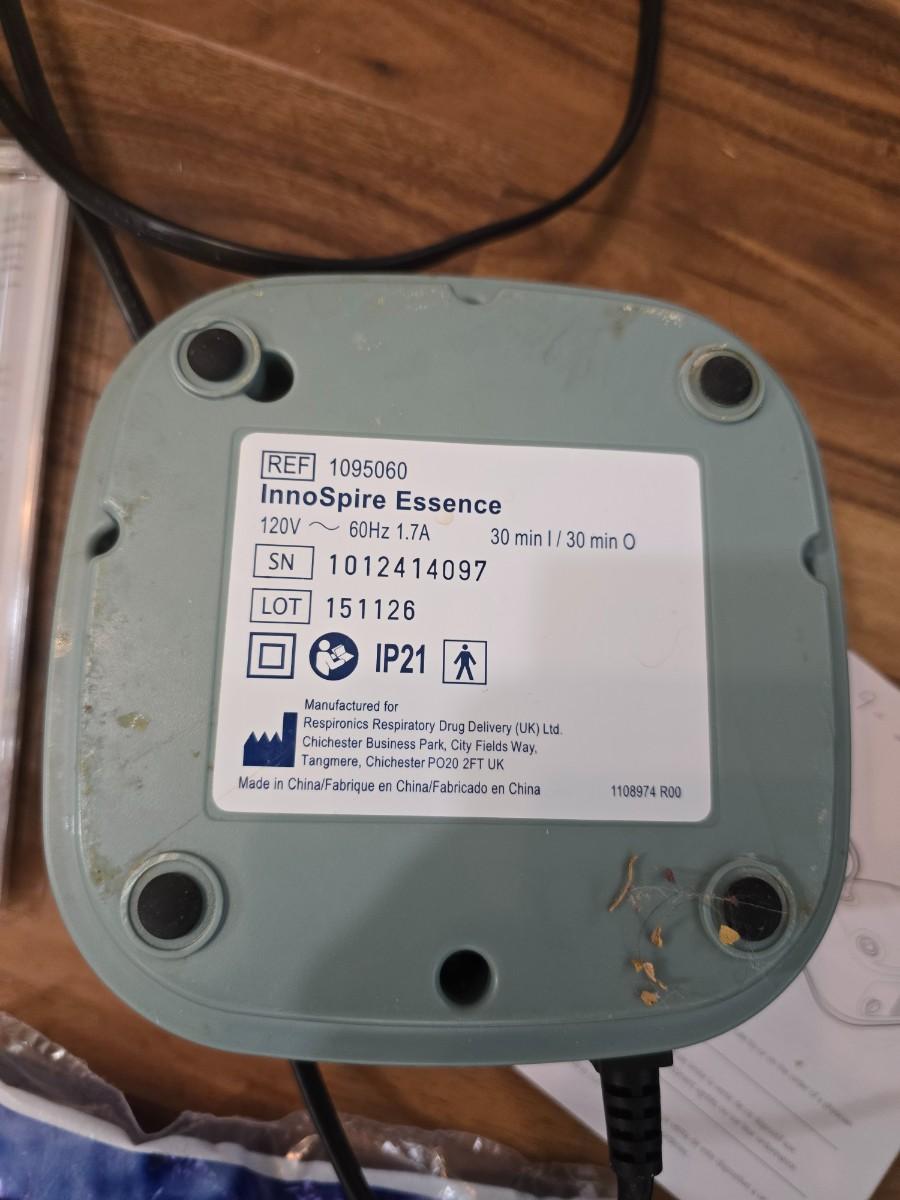 REF 1095060
InnoSpire Essence
120V ~ 60Hz 1.7A 30 min I / 30 min O
SN 1012414097
LOT 151126
IP21
Manufactured for
Respironics Respiratory Drug Delivery (UK) Ltd.
Chichester Business Park, City Fields Way,
Tangmere, Chichester PO20 2FT UK
Made in China/Fabrique en China/Fabricado en China 1108974 R00